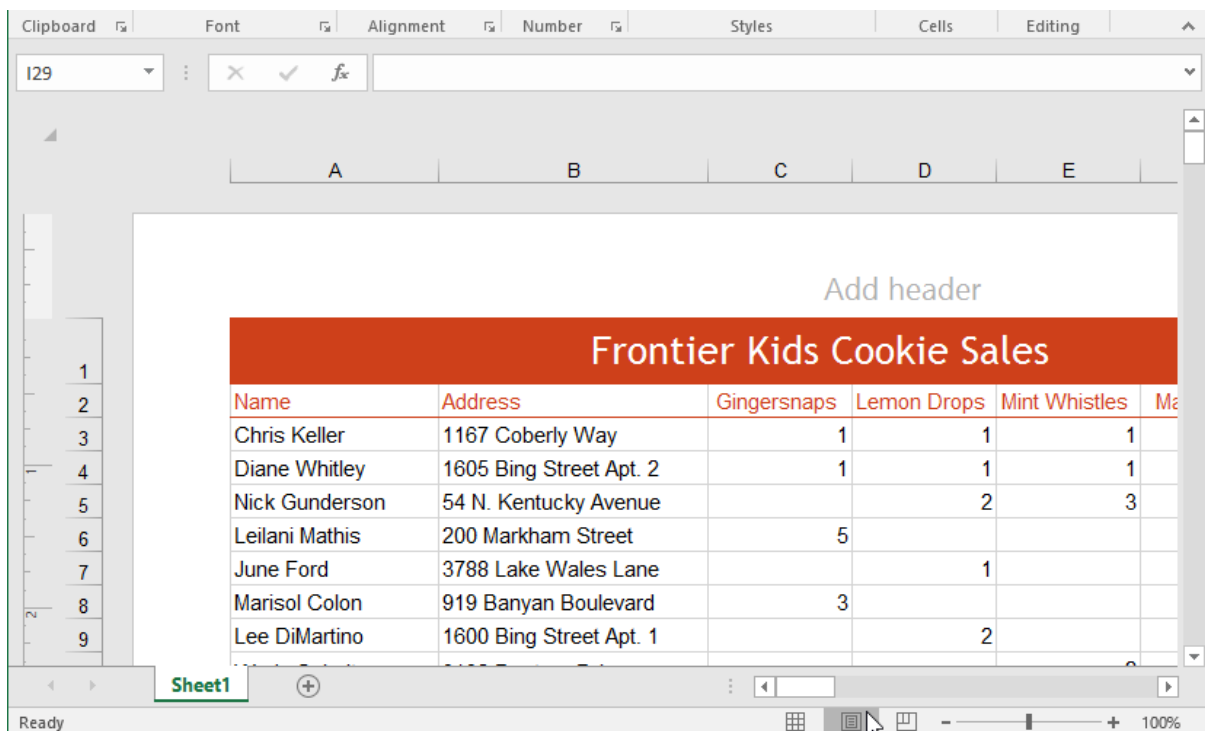 Clipboard Font Alignment Number Styles Cells Editing
I29 fx
A B C D E
Add header
1 Frontier Kids Cookie Sales
2 Name Address Gingersnaps Lemon Drops Mint Whistles Ma
3 Chris Keller 1167 Coberly Way 1 1 1
1 4 Diane Whitley 1605 Bing Street Apt. 2 1 1 1
5 Nick Gunderson 54 N. Kentucky Avenue 2 3
6 Leilani Mathis 200 Markham Street 5
7 June Ford 3788 Lake Wales Lane 1
2 8 Marisol Colon 919 Banyan Boulevard 3
9 Lee DiMartino 1600 Bing Street Apt. 1 2
Sheet1
Ready 100%